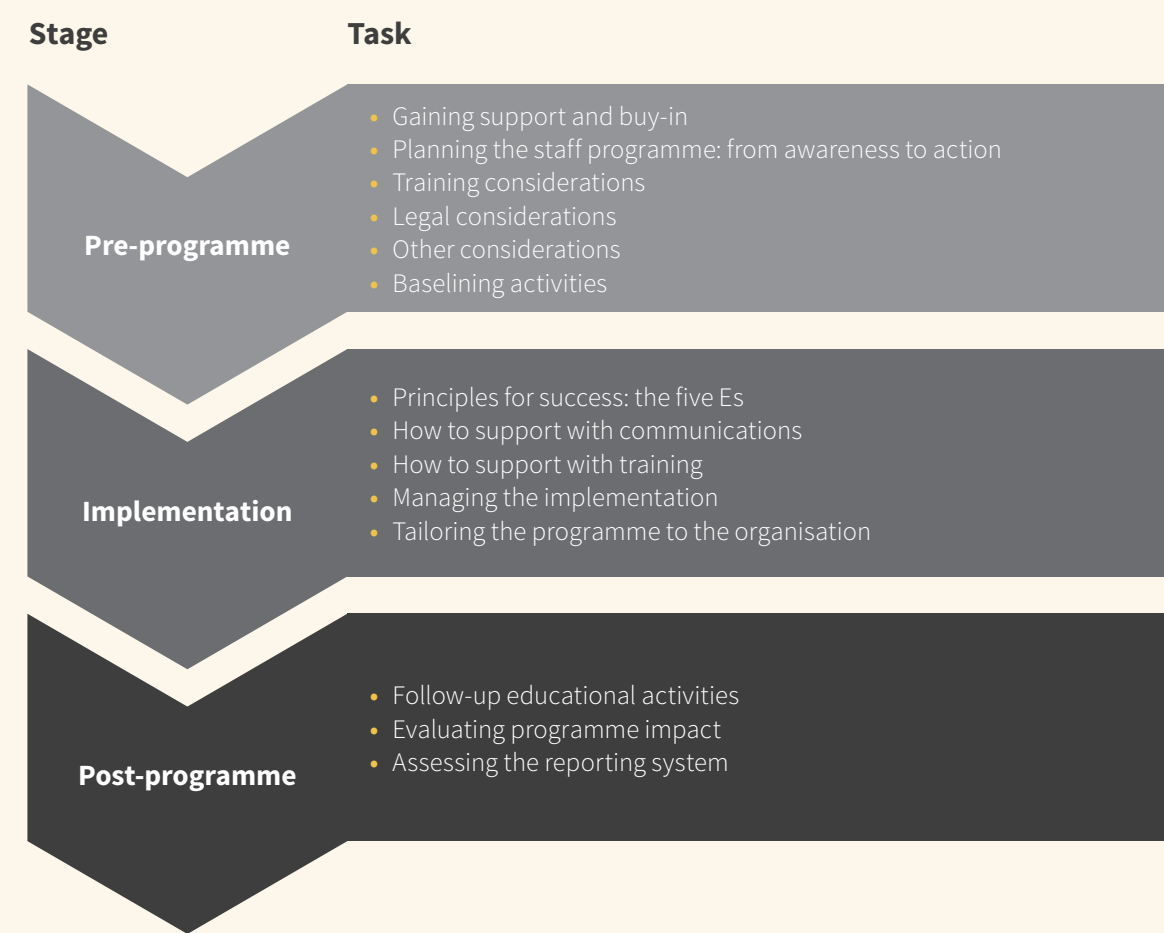 Stage
Task
Pre-programme
• Gaining support and buy-in
• Planning the staff programme: from awareness to action
• Training considerations
• Legal considerations
• Other considerations
• Baselining activities
Implementation
• Principles for success: the five Es
• How to support with communications
• How to support with training
• Managing the implementation
• Tailoring the programme to the organisation
Post-programme
• Follow-up educational activities
• Evaluating programme impact
• Assessing the reporting system